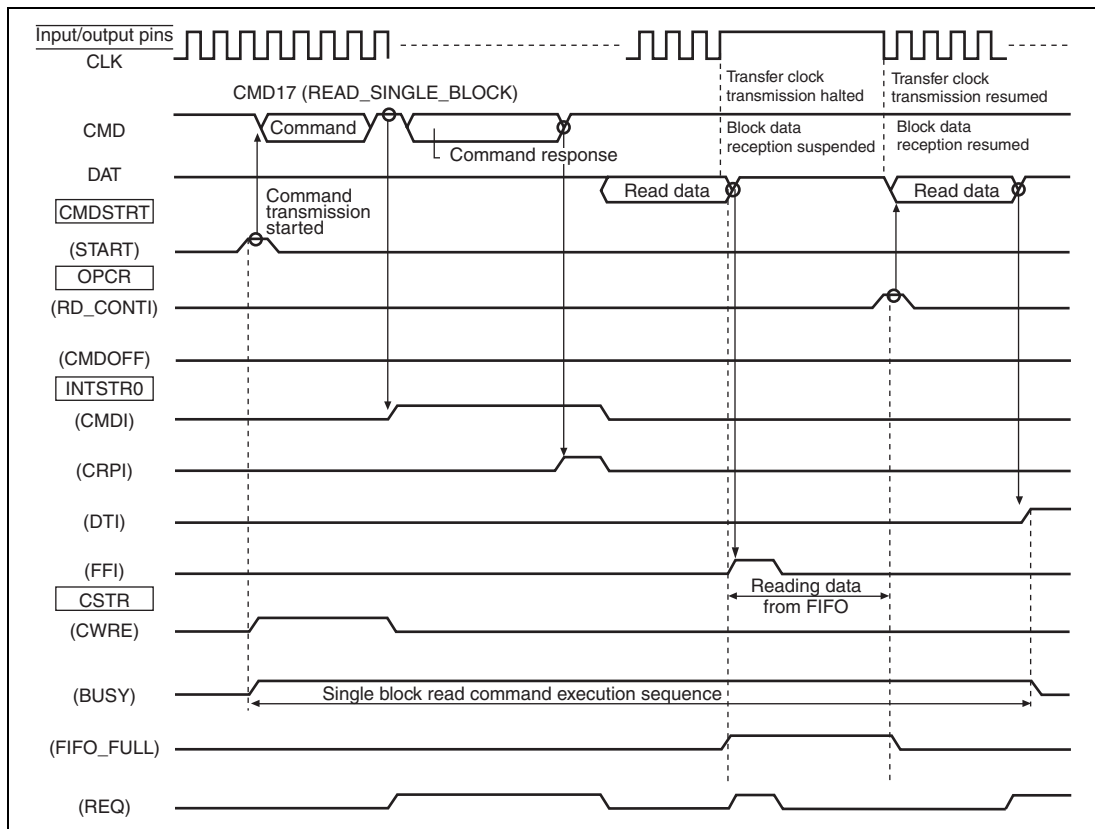 Input/output pins
CLK
CMD17 (READ_SINGLE_BLOCK)
Transfer clock
transmission halted
Transfer clock
transmission resumed
CMD
Command
Command response
Block data
reception suspended
Block data
reception resumed
DAT
Read data
Read data
CMDSTRT
Command
transmission
started
(START)
OPCR
(RD_CONTI)
(CMDOFF)
INTSTR0
(CMDI)
(CRPI)
(DTI)
(FFI)
Reading data
from FIFO
CSTR
(CWRE)
(BUSY)
Single block read command execution sequence
(FIFO_FULL)
(REQ)